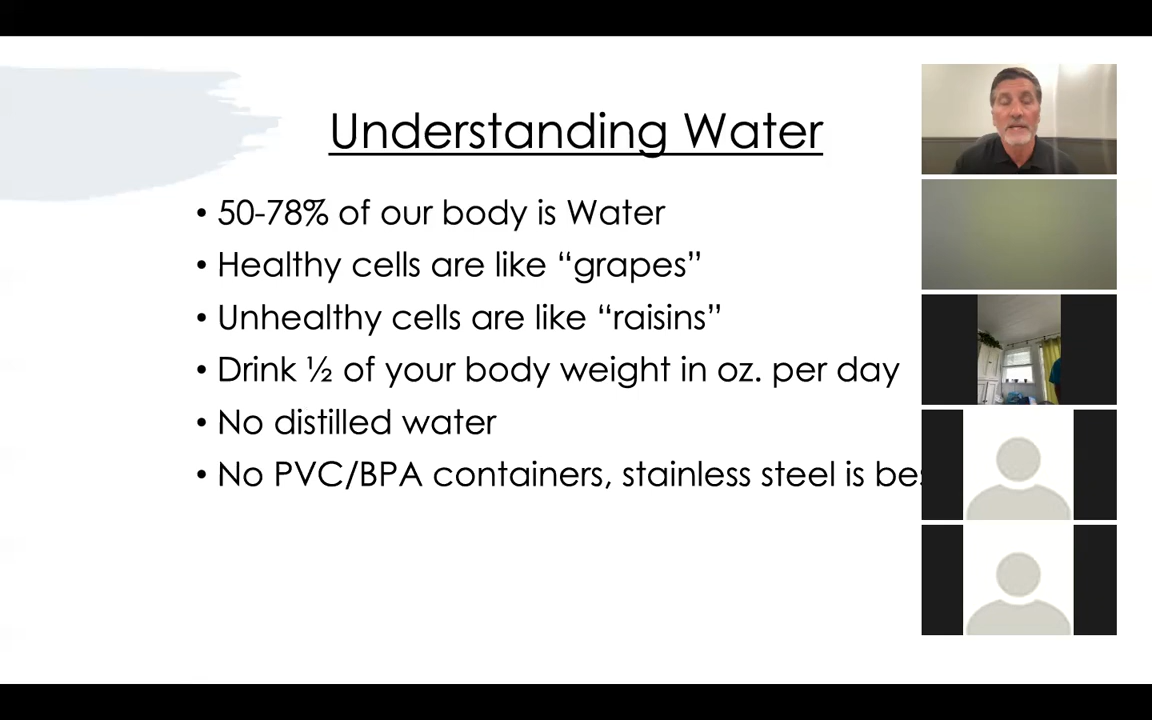 Understanding Water
• 50-78% of our body is Water
• Healthy cells are like “grapes”
• Unhealthy cells are like “raisins”
• Drink ½ of your body weight in oz. per day
• No distilled water
• No PVC/BPA containers, stainless steel is